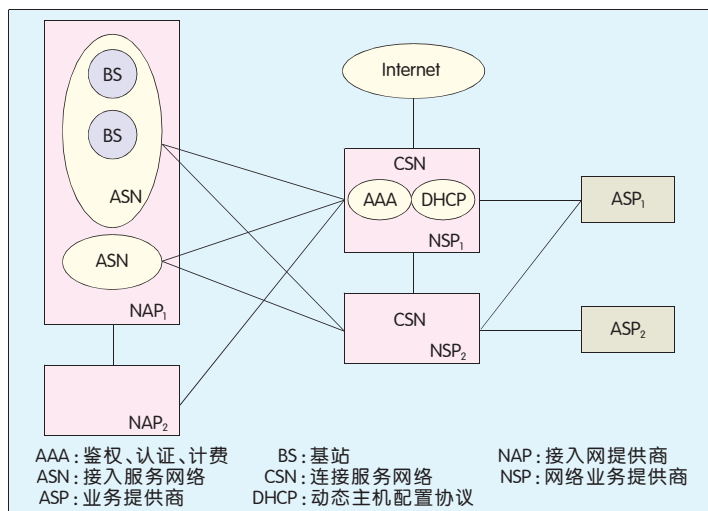 BS
BS
ASN
ASN
NAP₁
NAP₂
Internet
CSN
AAA
DHCP
NSP₁
CSN
NSP₂
ASP₁
ASP₂
AAA:鉴权、认证、计费 BS:基站 NAP:接入网提供商
ASN:接入服务网络 CSN:连接服务网络 NSP:网络业务提供商
ASP:业务提供商 DHCP:动态主机配置协议